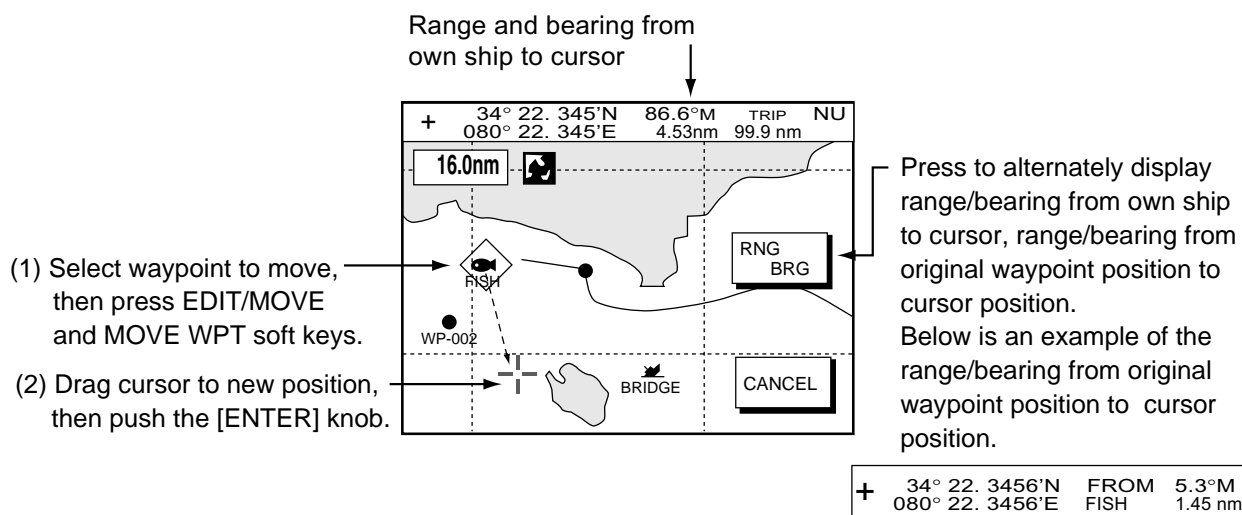 Range and bearing from
own ship to cursor
+ 34° 22. 345'N 86.6°M TRIP NU
080° 22. 345'E 4.53nm 99.9 nm
16.0nm
RNG
BRG
FISH
WP-002
BRIDGE
CANCEL
(1) Select waypoint to move,
then press EDIT/MOVE
and MOVE WPT soft keys.
(2) Drag cursor to new position,
then push the [ENTER] knob.
Press to alternately display
range/bearing from own ship
to cursor, range/bearing from
original waypoint position to
cursor position.
Below is an example of the
range/bearing from original
waypoint position to cursor
position.
+ 34° 22. 3456'N FROM 5.3°M
080° 22. 3456'E FISH 1.45 nm